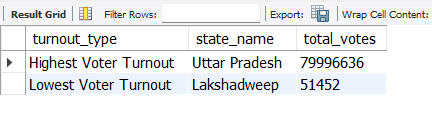 Result Grid Filter Rows: Export: Wrap Cell Content:
turnout_type state_name total_votes
Highest Voter Turnout Uttar Pradesh 79996636
Lowest Voter Turnout Lakshadweep 51452